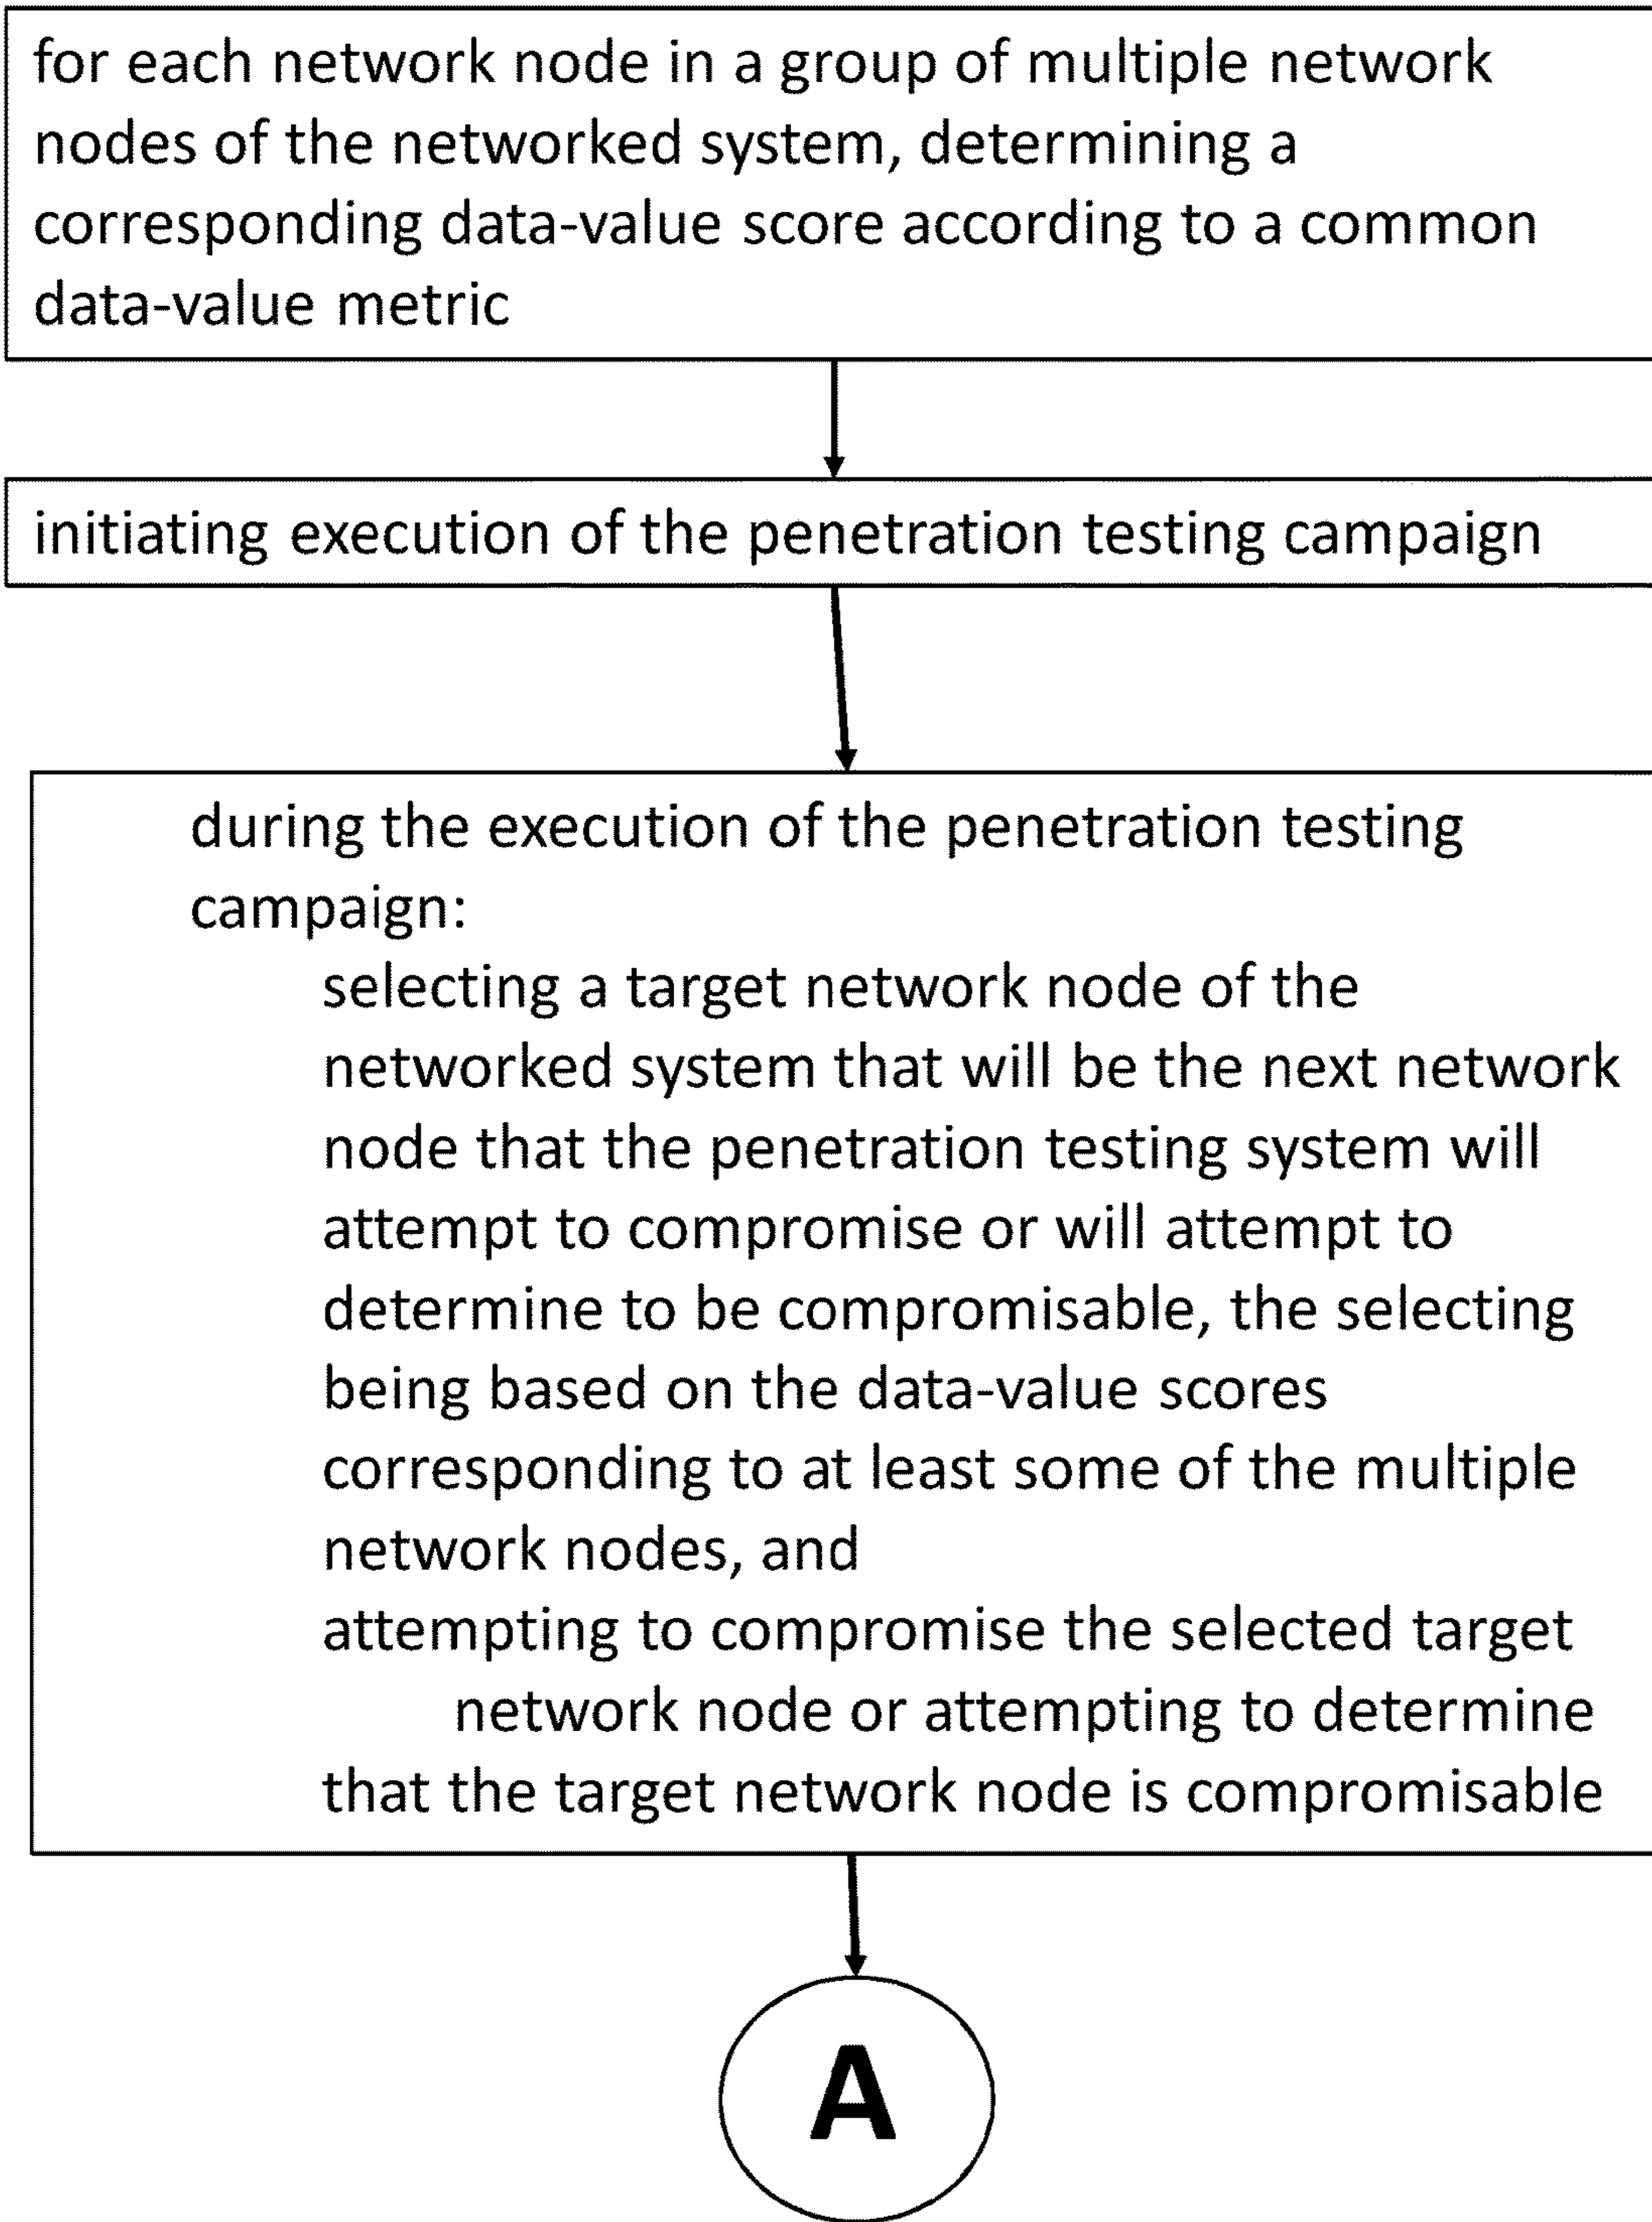 for each network node in a group of multiple network
nodes of the networked system, determining a
corresponding data-value score according to a common
data-value metric
initiating execution of the penetration testing campaign
during the execution of the penetration testing
campaign:
selecting a target network node of the
networked system that will be the next network
node that the penetration testing system will
attempt to compromise or will attempt to
determine to be compromisable, the selecting
being based on the data-value scores
corresponding to at least some of the multiple
network nodes, and
attempting to compromise the selected target
network node or attempting to determine
that the target network node is compromisable
A